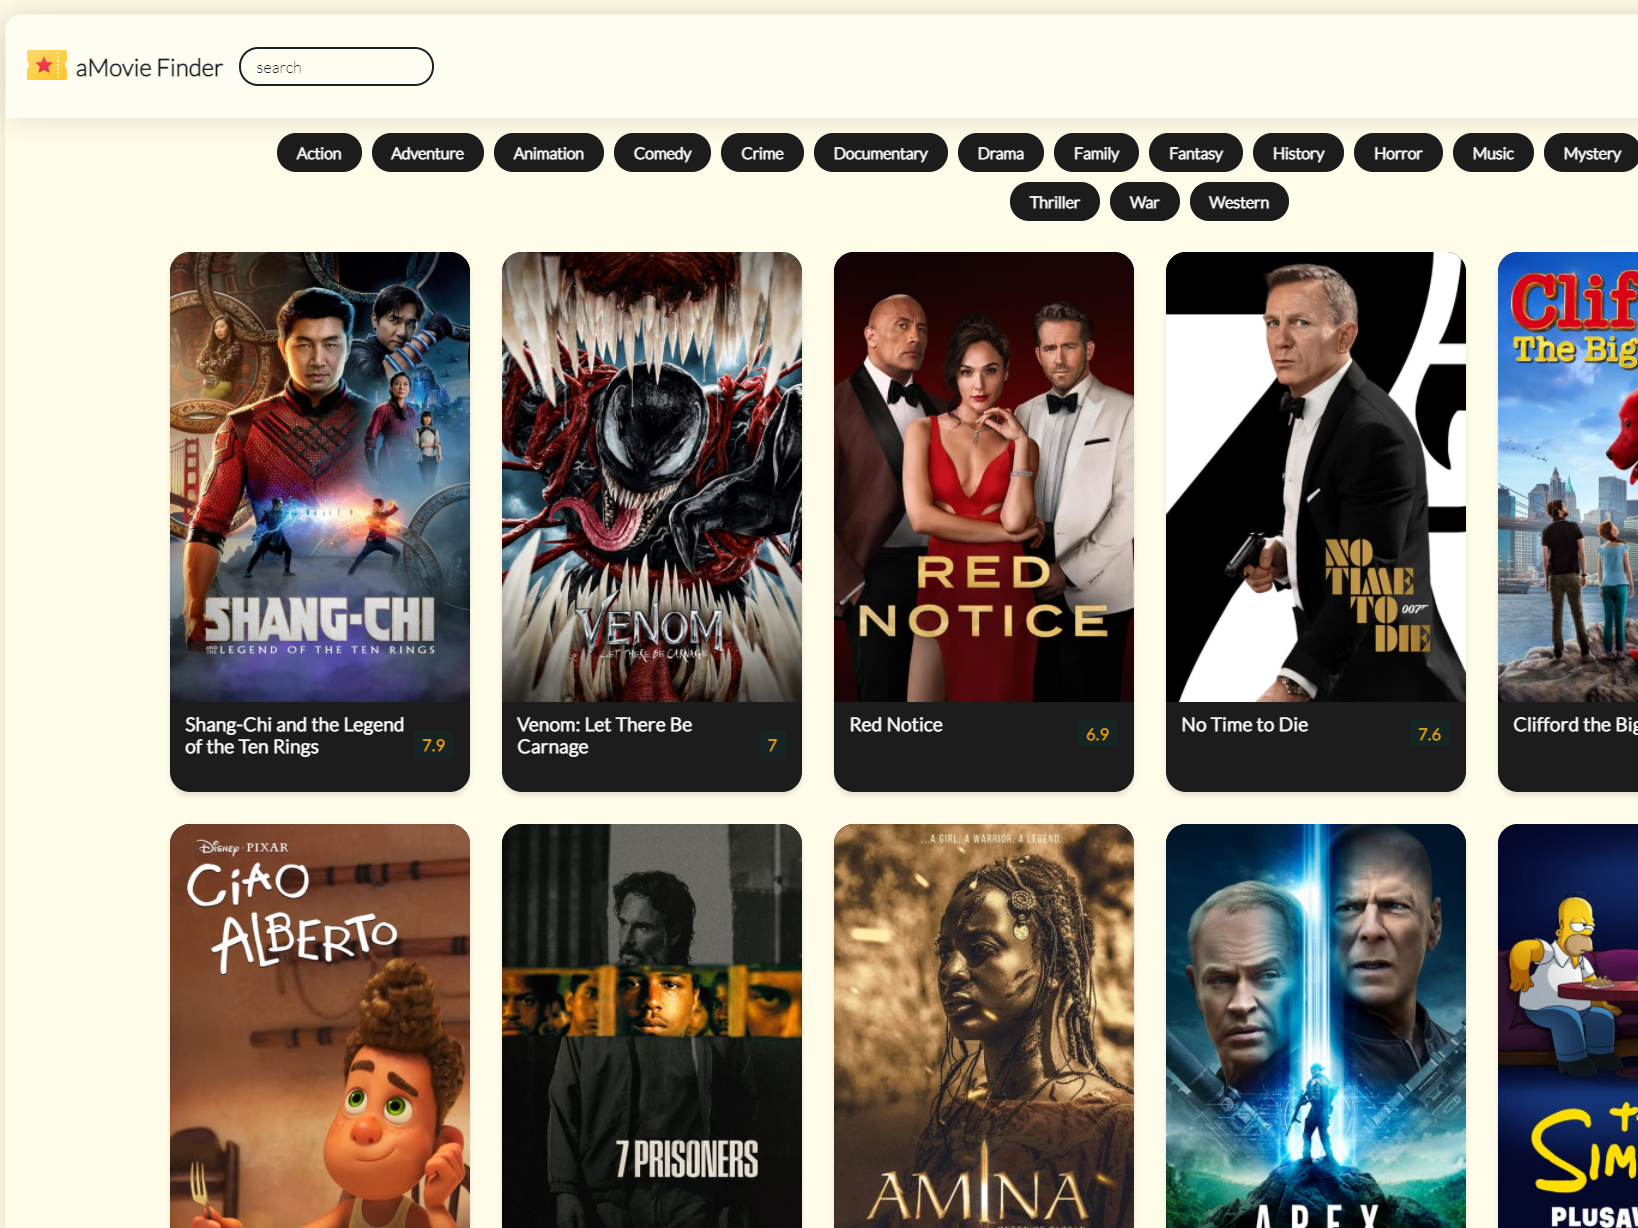 aMovie Finder
search
Action Adventure Animation Comedy Crime Documentary Drama Family Fantasy History Horror Music Mystery
Thriller War Western
SHANG-CHI
AND THE LEGEND OF THE TEN RINGS
VENOM
LET THERE BE CARNAGE
RED
NOTICE
NO
TIME
TO 007
DIE
Clif
The Big
Shang-Chi and the Legend
of the Ten Rings
7.9
Venom: Let There Be
Carnage
7
Red Notice
6.9
No Time to Die
7.6
Clifford the Big
Disney·PIXAR
CiAO
ALBERTO
7 PRISONERS
...A GIRL. A WARRIOR. A LEGEND.
AMINA
APEX
SIM
PLUSAV